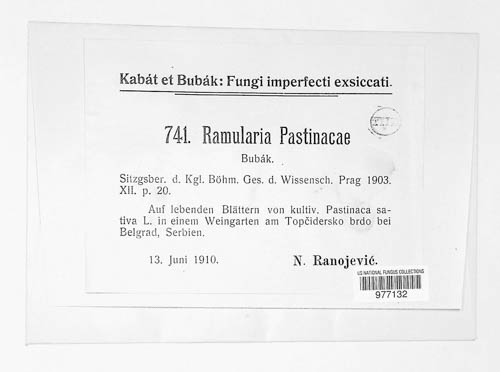 Kabát et Bubák: Fungi imperfecti exsiccati.
741. Ramularia Pastinacae
Bubák.
Sitzgsber. d. Kgl. Böhm. Ges. d. Wissensch. Prag 1903.
XII. p. 20.
Auf lebenden Blättern von kultiv. Pastinaca sa-
tiva L. in einem Weingarten am Topčidersko brdo bei
Belgrad, Serbien.
13. Juni 1910.
N. Ranojević.
US NATIONAL FUNGUS COLLECTIONS
977132